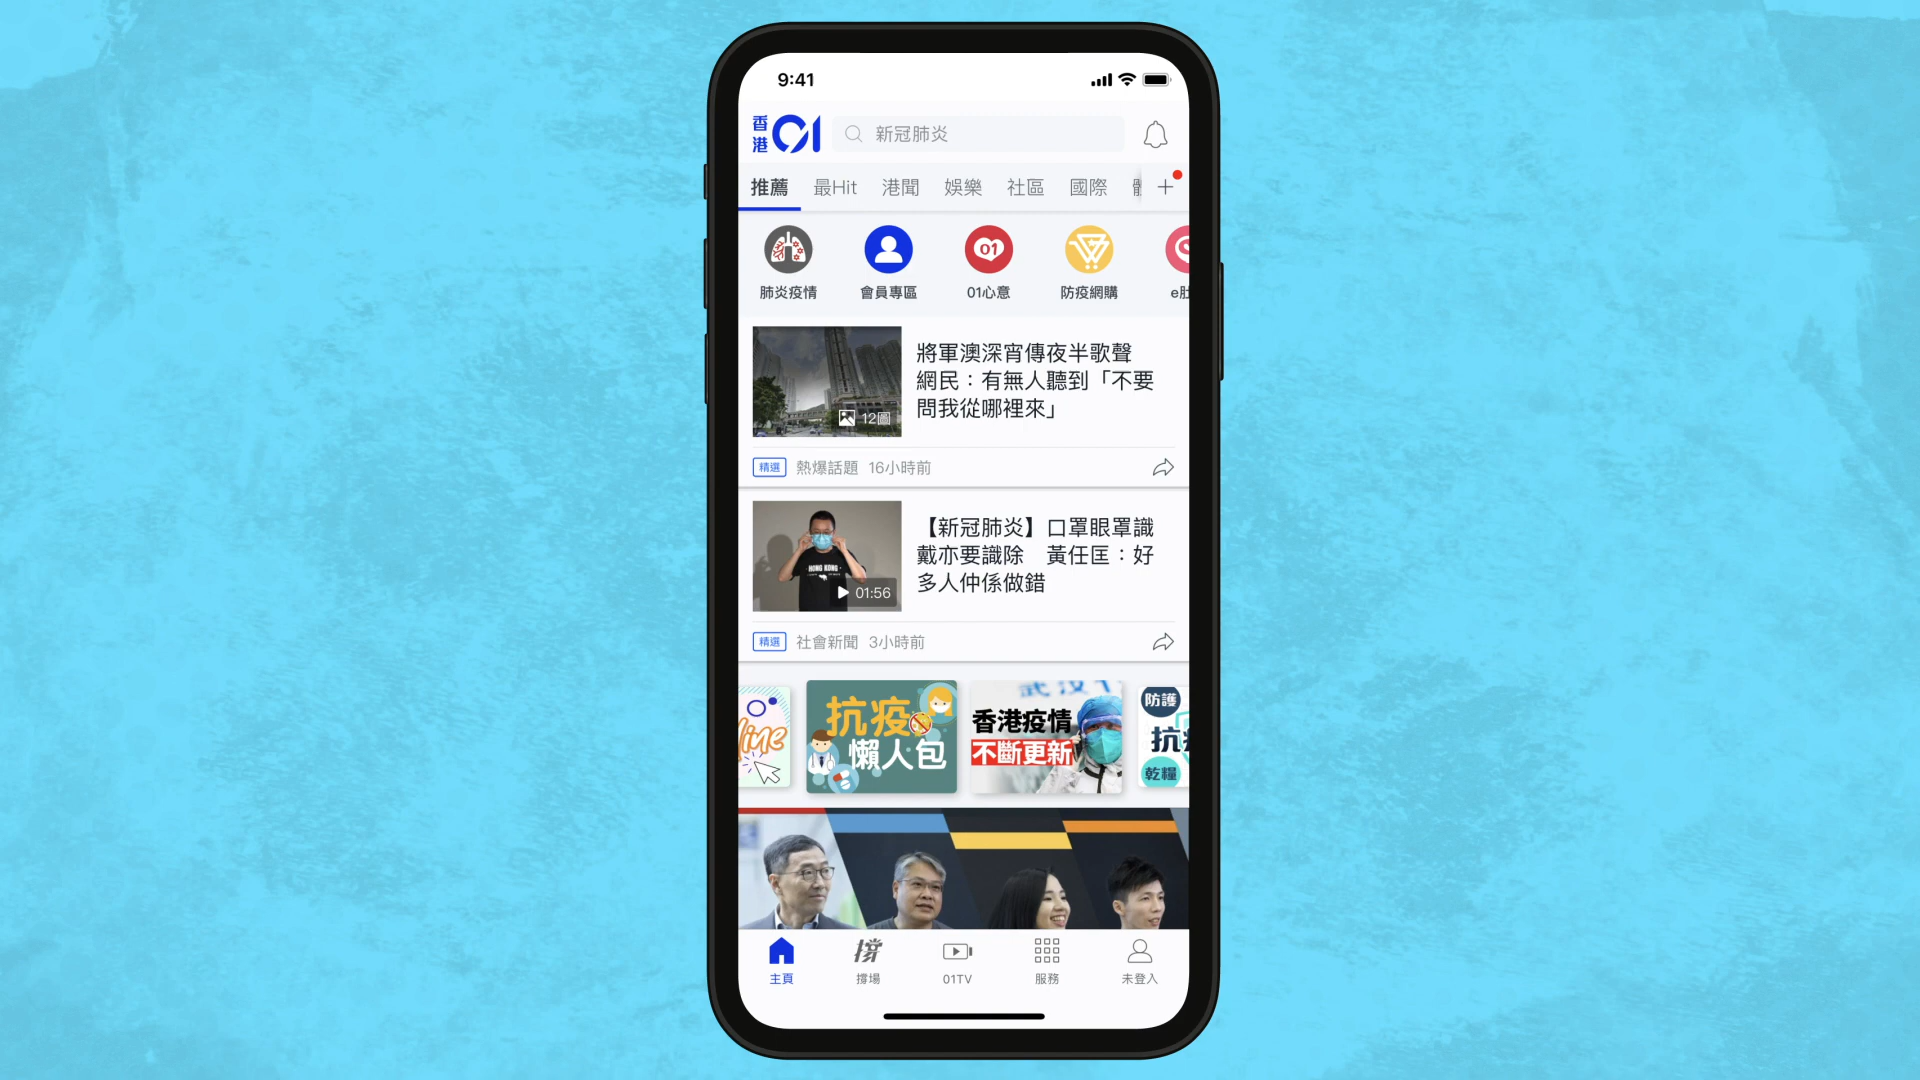 9:41
香港01
新冠肺炎
推薦 最Hit 港聞 娛樂 社區 國際
肺炎疫情 會員專區 01心意 防疫網購
01
將軍澳深宵傳夜半歌聲
網民：有無人聽到「不要
問我從哪裡來」
12圖
精選 熱爆話題 16小時前
【新冠肺炎】口罩眼罩識
戴亦要識除 黃任匡：好
多人仲係做錯
HONG KONG
01:56
精選 社會新聞 3小時前
line
抗疫
懶人包
香港疫情
不斷更新
防護
抗
乾糧
撐
主頁 撐場 01TV 服務 未登入